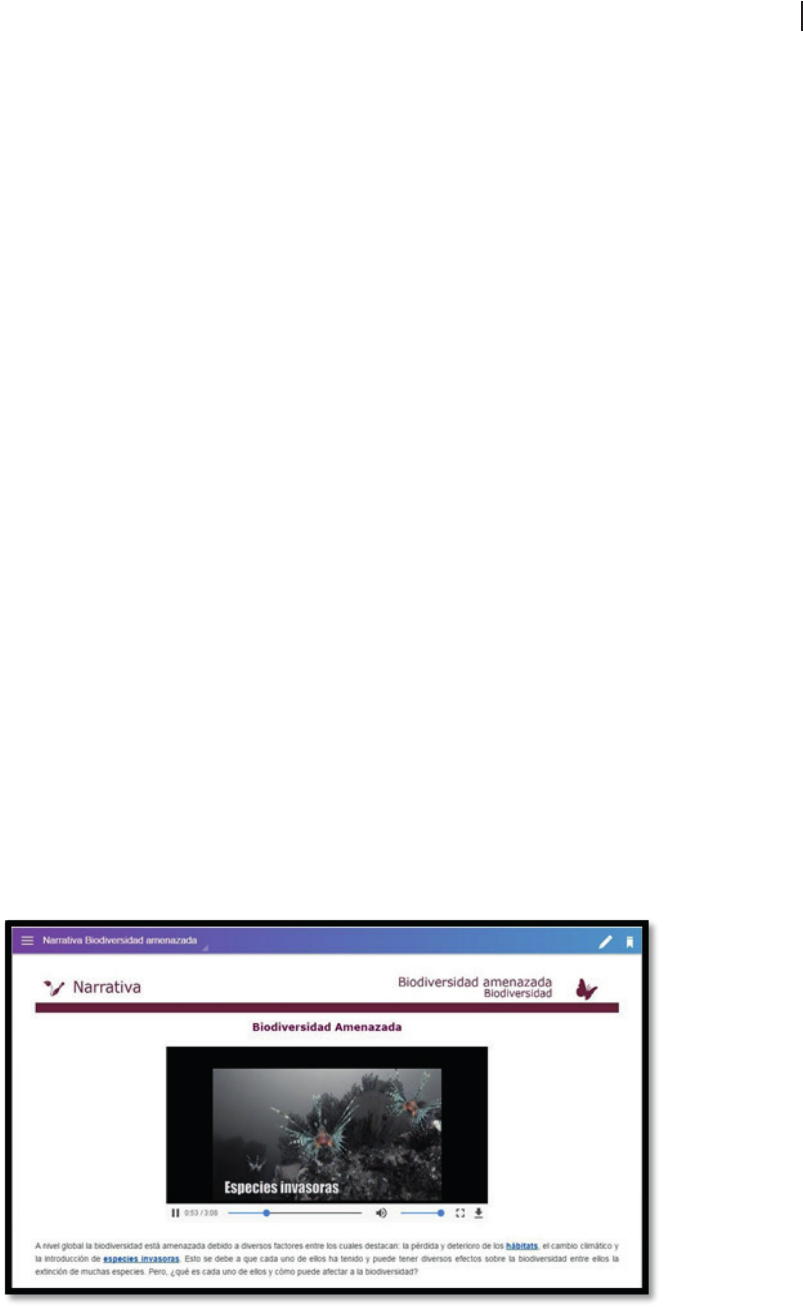 Narrativa Biodiversidad amenazada
Narrativa
Biodiversidad amenazada
Biodiversidad
Biodiversidad Amenazada
Especies invasoras
0:53 / 3:08
A nivel global la biodiversidad está amenazada debido a diversos factores entre los cuales destacan: la pérdida y deterioro de los hábitats, el cambio climático y
la introducción de especies invasoras. Esto se debe a que cada uno de ellos ha tenido y puede tener diversos efectos sobre la biodiversidad entre ellos la
extinción de muchas especies. Pero, ¿qué es cada uno de ellos y cómo puede afectar a la biodiversidad?